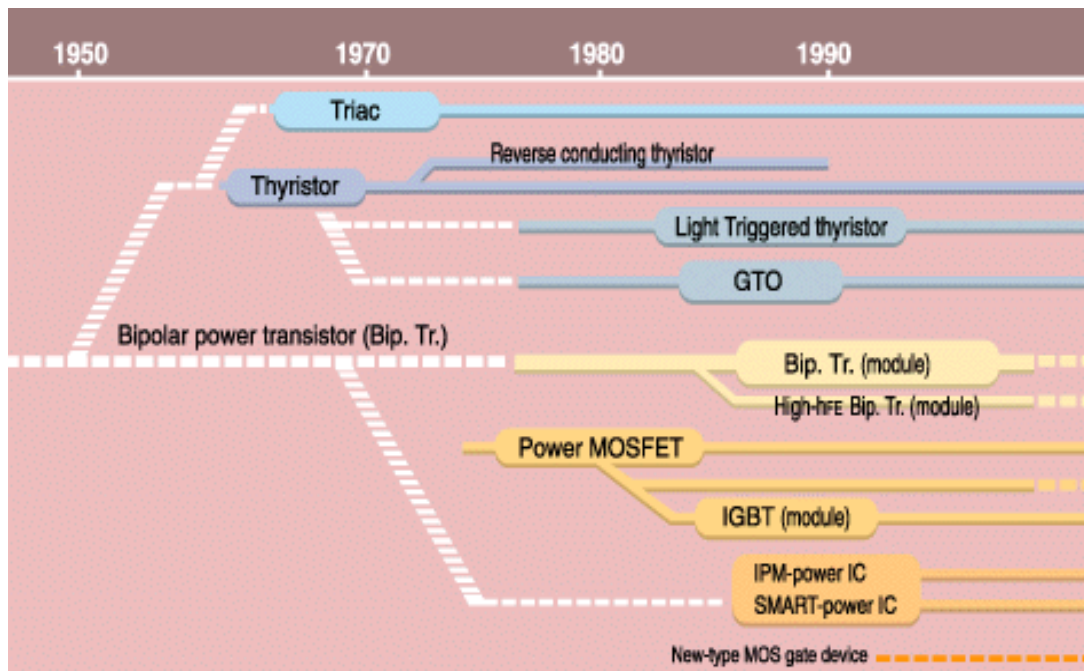 1950 1970 1980 1990
Triac
Reverse conducting thyristor
Thyristor
Light Triggered thyristor
GTO
Bipolar power transistor (Bip. Tr.)
Bip. Tr. (module)
High-hFE Bip. Tr. (module)
Power MOSFET
IGBT (module)
IPM-power IC
SMART-power IC
New-type MOS gate device